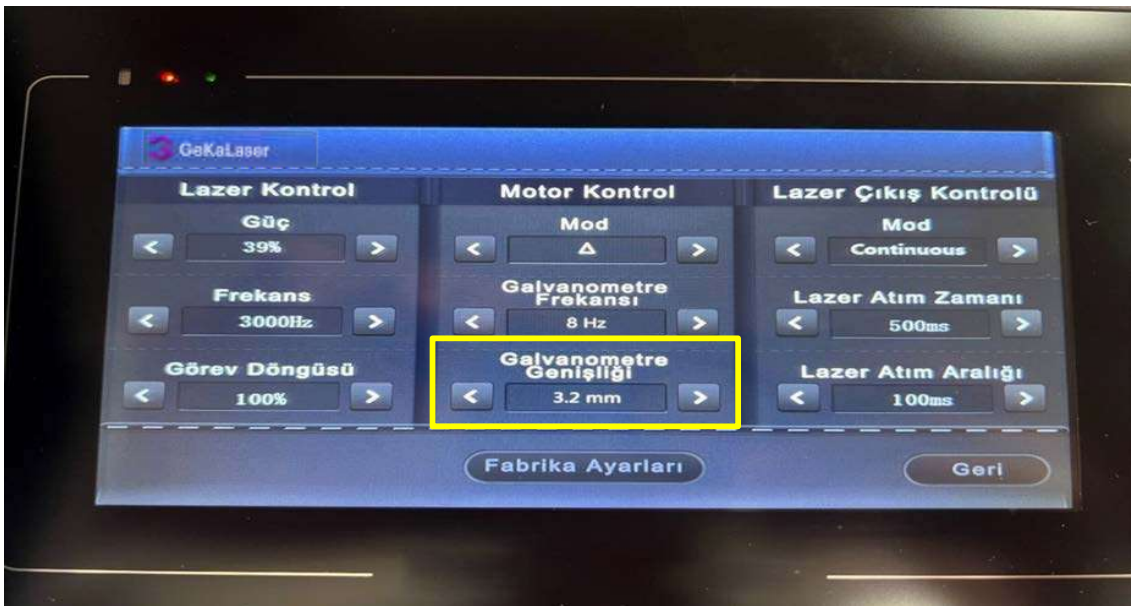 GeKaLaser
Lazer Kontrol
Güç
39%
Frekans
3000Hz
Görev Döngüsü
100%
Motor Kontrol
Mod
Δ
Galvanometre
Frekansı
8 Hz
Galvanometre
Genişliği
3.2 mm
Lazer Çıkış Kontrolü
Mod
Continuous
Lazer Atım Zamanı
500ms
Lazer Atım Aralığı
100ms
Fabrika Ayarları
Geri